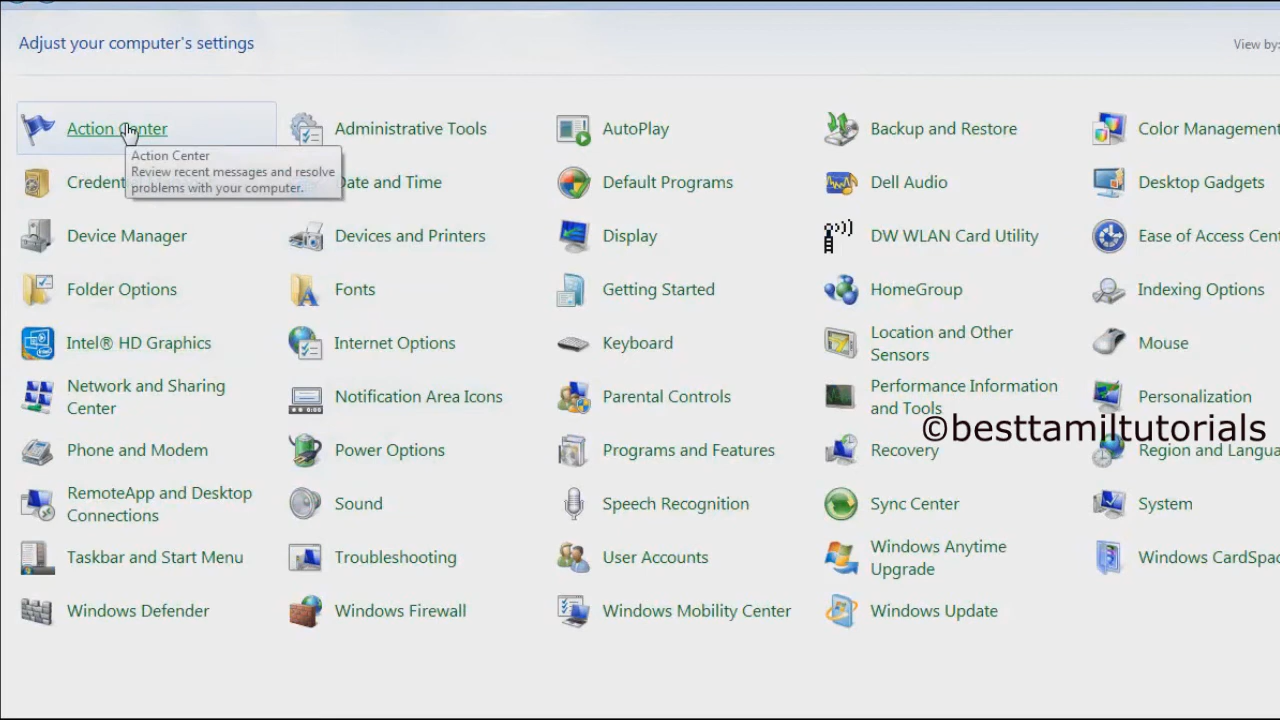 Adjust your computer's settings
View by:
Action Center
Administrative Tools
AutoPlay
Backup and Restore
Color Management
Action Center
Review recent messages and resolve
problems with your computer.
Credent
Date and Time
Default Programs
Dell Audio
Desktop Gadgets
Device Manager
Devices and Printers
Display
DW WLAN Card Utility
Ease of Access Cent
Folder Options
Fonts
Getting Started
HomeGroup
Indexing Options
Intel® HD Graphics
Internet Options
Keyboard
Location and Other
Sensors
Mouse
Network and Sharing
Center
Notification Area Icons
Parental Controls
Performance Information
and Tools
Personalization
©besttamiltutorials
Phone and Modem
Power Options
Programs and Features
Recovery
Region and Langua
RemoteApp and Desktop
Connections
Sound
Speech Recognition
Sync Center
System
Taskbar and Start Menu
Troubleshooting
User Accounts
Windows Anytime
Upgrade
Windows CardSpac
Windows Defender
Windows Firewall
Windows Mobility Center
Windows Update